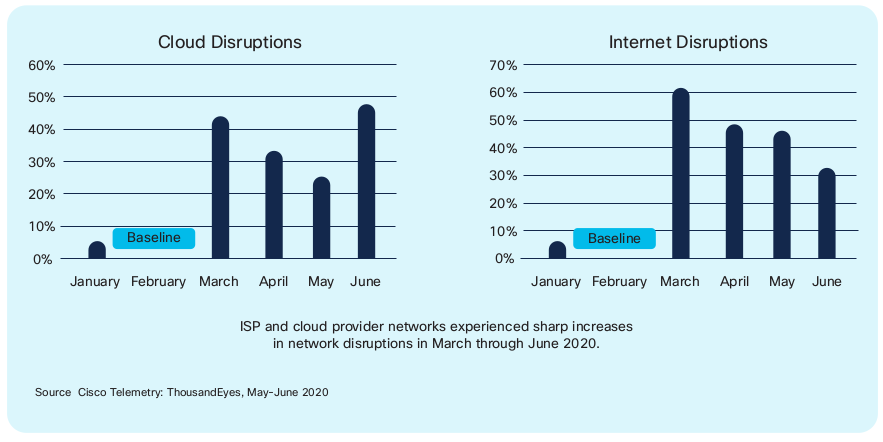 Cloud Disruptions
60%
50%
40%
30%
20%
10%
0%
Baseline
January February March April May June
Internet Disruptions
70%
60%
50%
40%
30%
20%
10%
0%
Baseline
January February March April May June
ISP and cloud provider networks experienced sharp increases
in network disruptions in March through June 2020.
Source Cisco Telemetry: ThousandEyes, May-June 2020